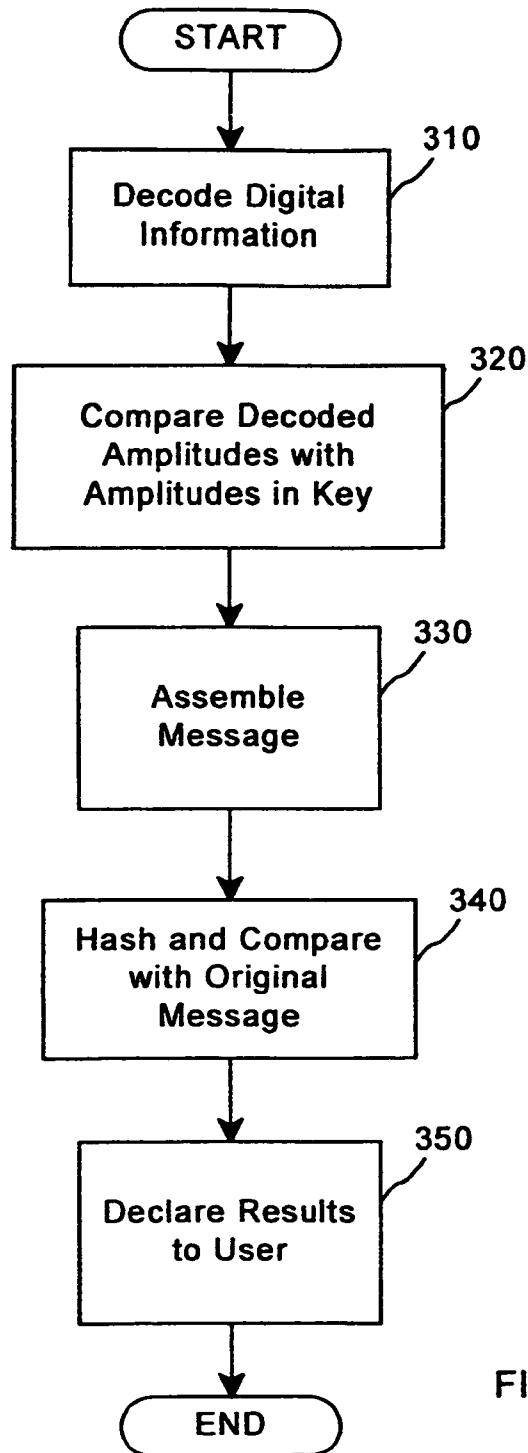 START
310
Decode Digital
Information
320
Compare Decoded
Amplitudes with
Amplitudes in Key
330
Assemble
Message
340
Hash and Compare
with Original
Message
350
Declare Results
to User
END
FI